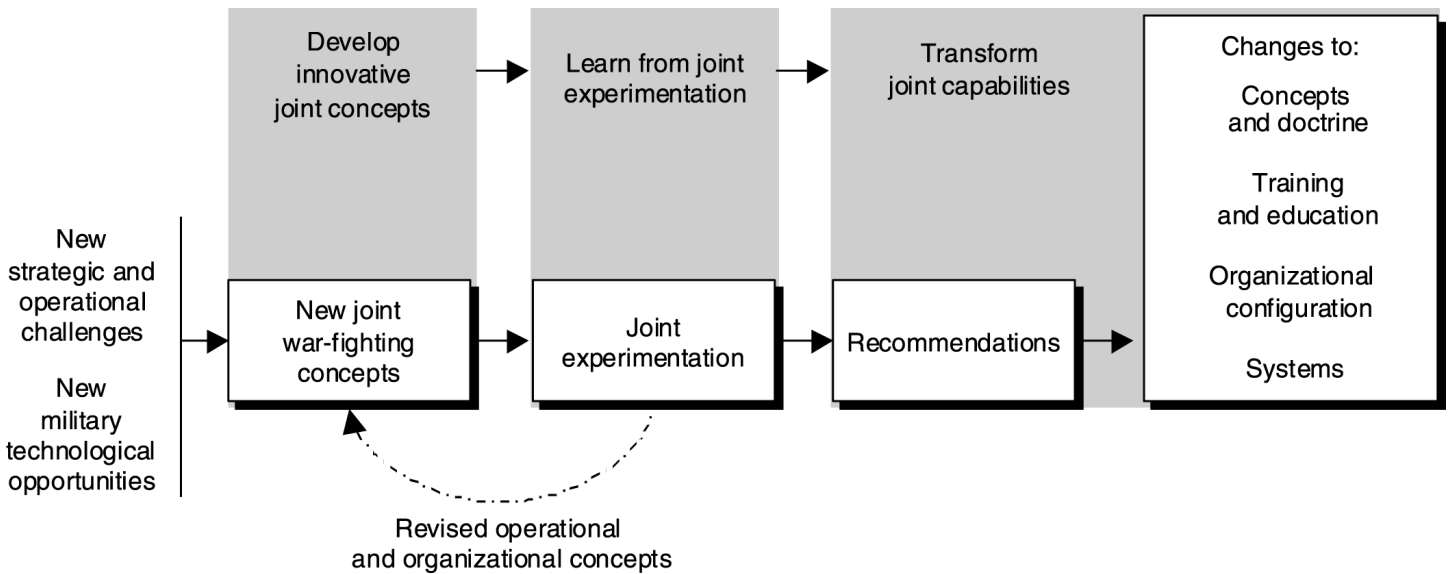 Develop
innovative
joint concepts
Learn from joint
experimentation
Transform
joint capabilities
Changes to:
Concepts
and doctrine
Training
and education
Organizational
configuration
Systems
New
strategic and
operational
challenges
New
military
technological
opportunities
New joint
war-fighting
concepts
Joint
experimentation
Recommendations
Revised operational
and organizational concepts